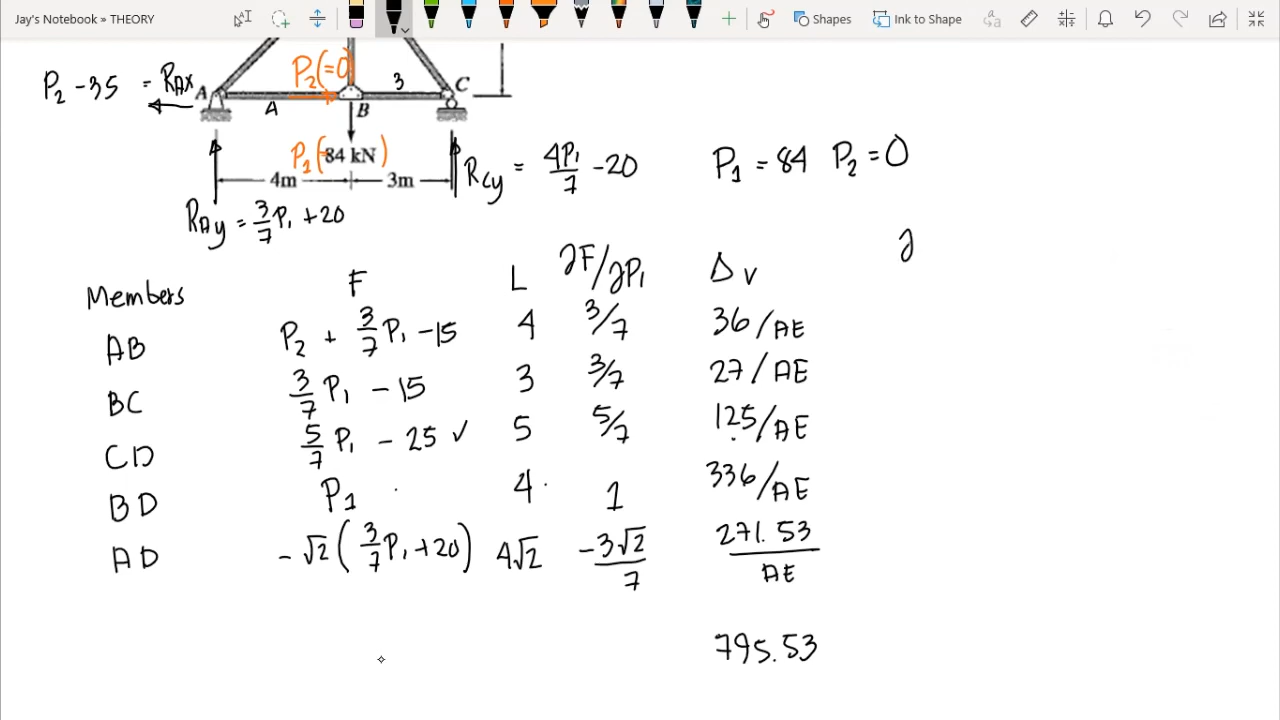 Jay's Notebook » THEORY
Shapes
Ink to Shape
P₂ -35 = R_AX
A
P₂(=0)
3
C
A
B
P₁(=84 kN)
4m
3m
R_Cy = 4P₁/7 -20
P₁ = 84 P₂ = 0
R_Ay = 3/7 P₁ +20
Members F L ∂F/∂P₁ Δv ∂
AB P₂ + 3/7 P₁ -15 4 3/7 36/AE
BC 3/7 P₁ - 15 3 3/7 27/AE
CD 5/7 P₁ - 25 ✓ 5 5/7 125/AE
BD P₁ 4 1 336/AE
AD -√2 (3/7 P₁ +20) 4√2 -3√2/7 271.53/AE
795.53